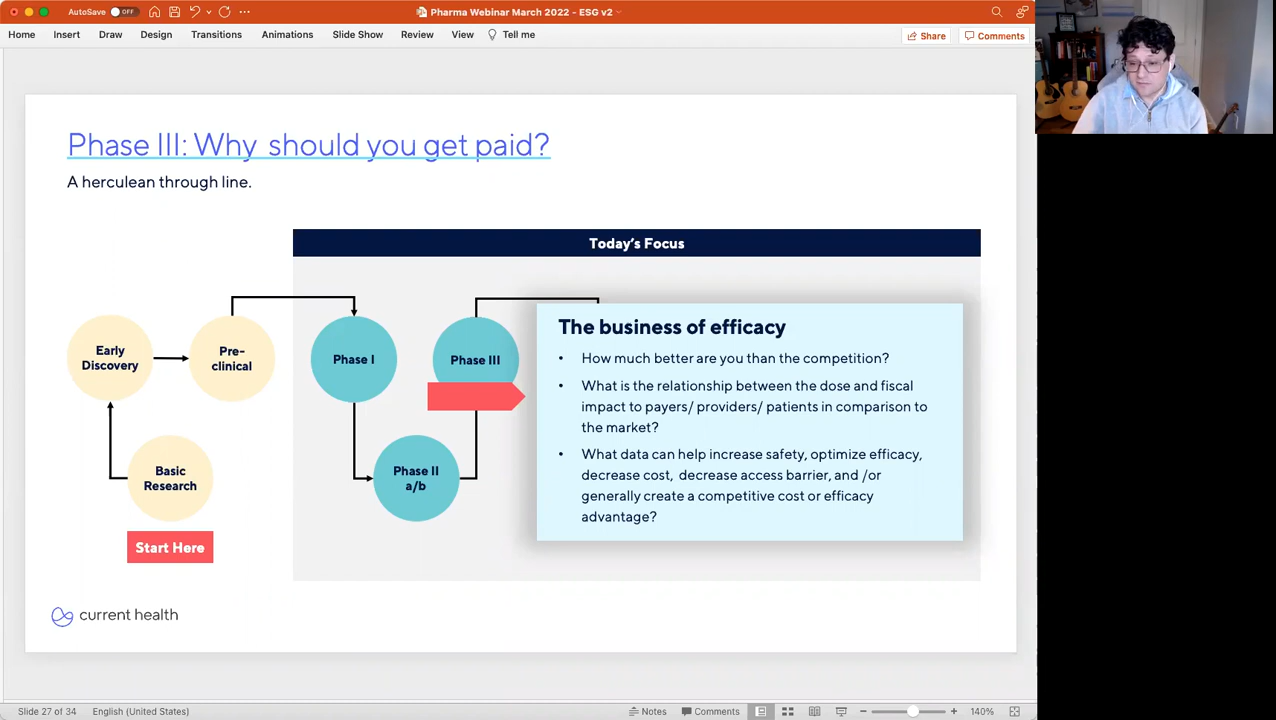 AutoSave OFF
Pharma Webinar March 2022 - ESG v2
Home Insert Draw Design Transitions Animations Slide Show Review View Tell me Share Comments
Phase III: Why should you get paid?
A herculean through line.
Today's Focus
Early
Discovery
Pre-
clinical
Phase I
Phase III
Basic
Research
Phase II
a/b
Start Here
The business of efficacy
• How much better are you than the competition?
• What is the relationship between the dose and fiscal
impact to payers/ providers/ patients in comparison to
the market?
• What data can help increase safety, optimize efficacy,
decrease cost, decrease access barrier, and /or
generally create a competitive cost or efficacy
advantage?
current health
Slide 27 of 34 English (United States) Notes Comments 140%